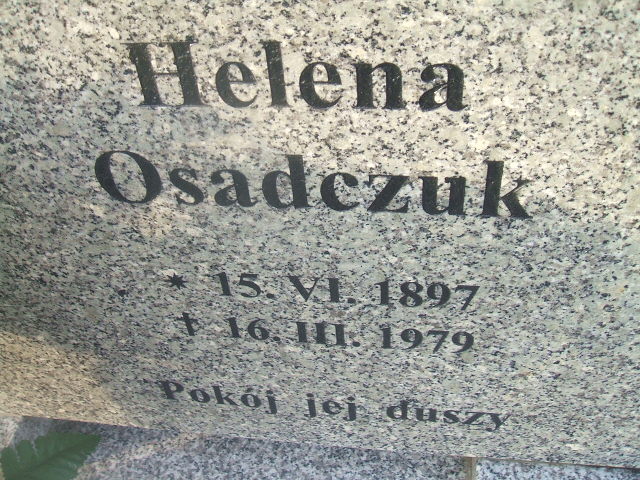 Helena
Osadczuk
* 15. VI. 1897
† 16. III. 1979
Pokój jej duszy